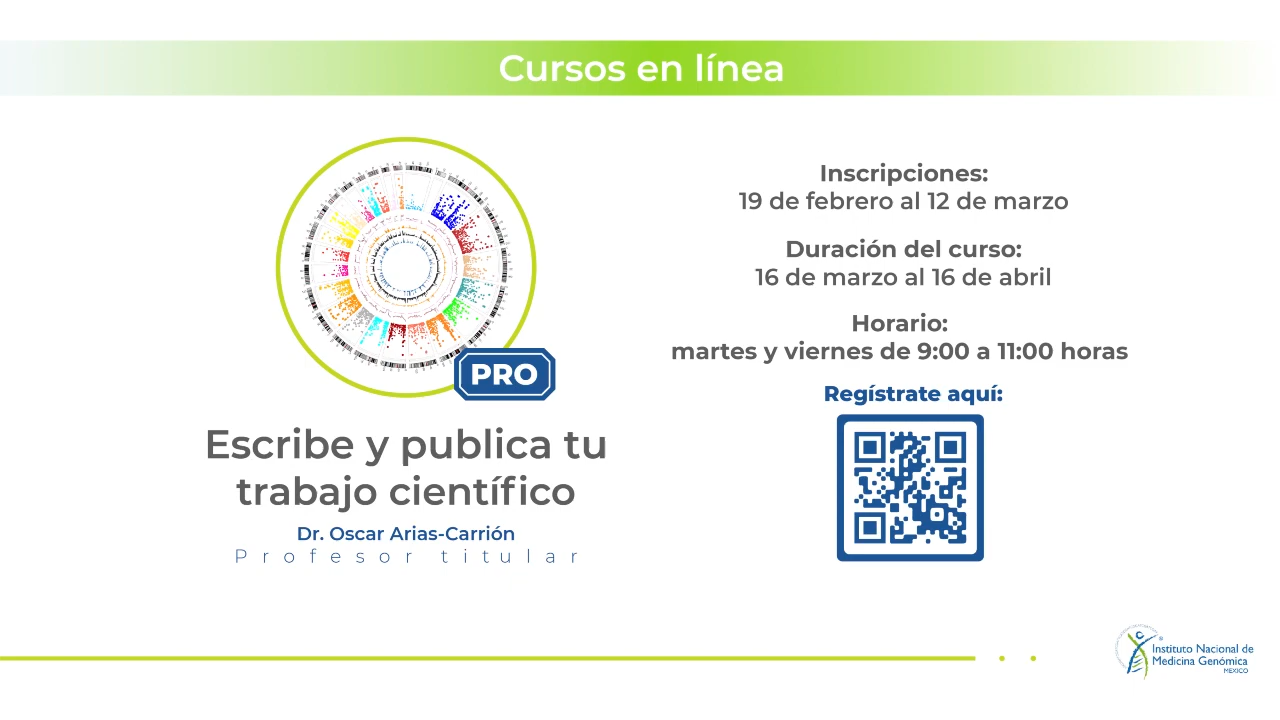 Cursos en línea
PRO
Escribe y publica tu
trabajo científico
Dr. Oscar Arias-Carrión
Profesor titular
Inscripciones:
19 de febrero al 12 de marzo
Duración del curso:
16 de marzo al 16 de abril
Horario:
martes y viernes de 9:00 a 11:00 horas
Regístrate aquí:
Instituto Nacional de
Medicina Genómica
MEXICO